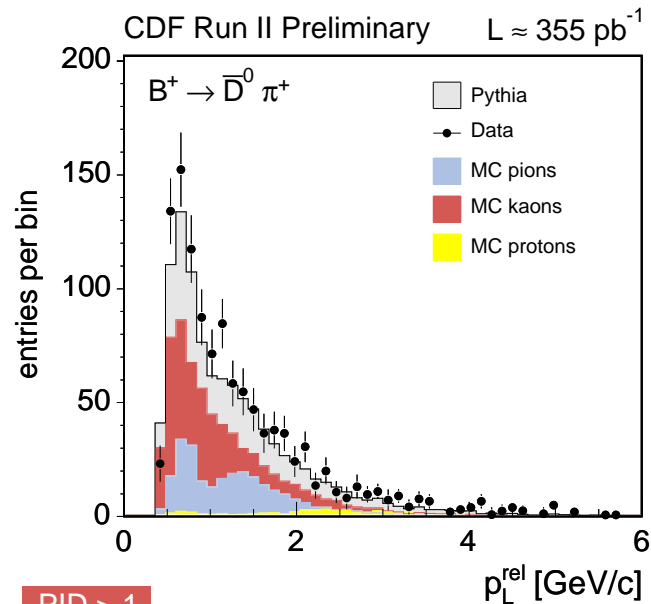 CDF Run II Preliminary L ≈ 355 pb⁻¹
B⁺ → D̅⁰ π⁺
Pythia
Data
MC pions
MC kaons
MC protons
entries per bin
200
150
100
50
0
0 2 4 6
p_L^rel [GeV/c]